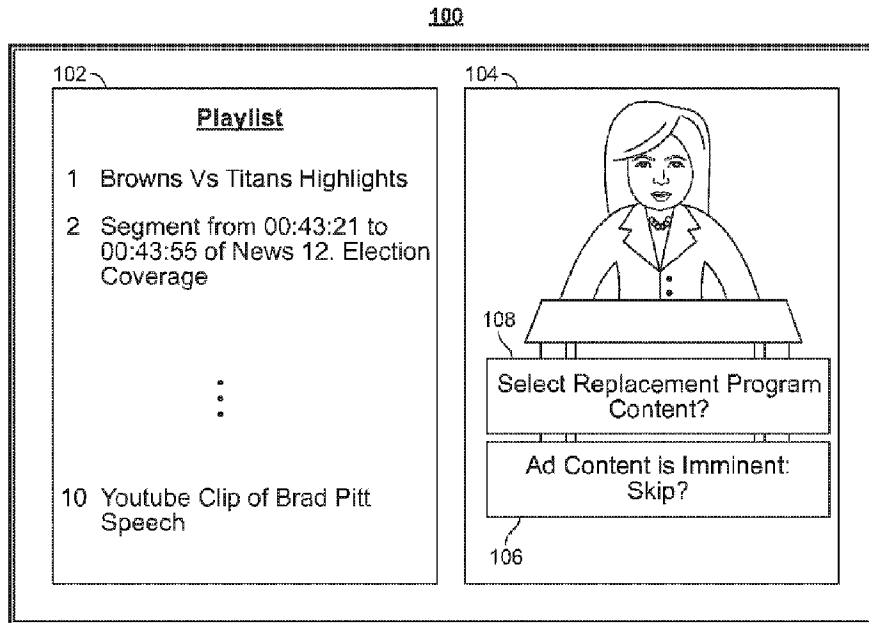 100
102
Playlist
1 Browns Vs Titans Highlights
2 Segment from 00:43:21 to
00:43:55 of News 12. Election
Coverage
10 Youtube Clip of Brad Pitt
Speech
104
108
Select Replacement Program
Content?
Ad Content is Imminent:
Skip?
106